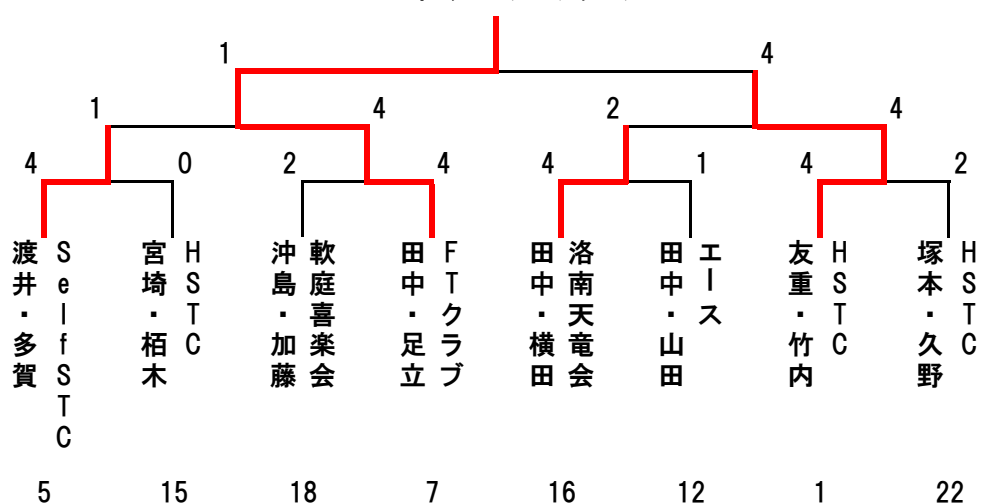 1 4
1 4 2 4
4 0 2 4 4 1 4 2
渡井・多賀 SelfSTC
宮埼・栢木 HSTC
沖島・加藤 軟庭喜楽会
田中・足立 FTクラブ
田中・横田 洛南天竜会
田中・山田 エース
友重・竹内 HSTC
塚本・久野 HSTC
5 15 18 7 16 12 1 22